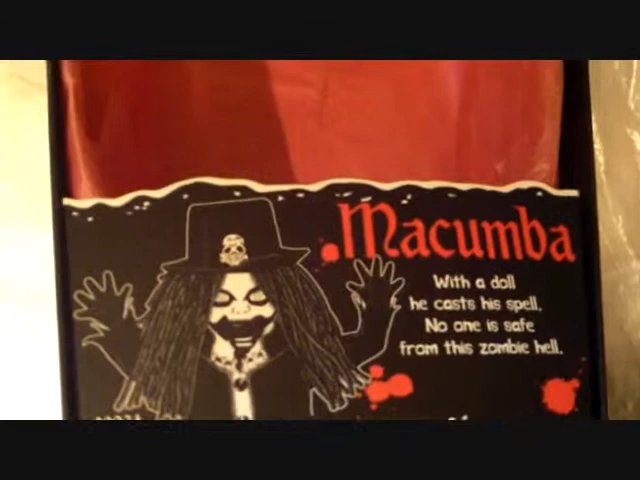 Macumba
With a doll
he casts his spell.
No one is safe
from this zombie hell.